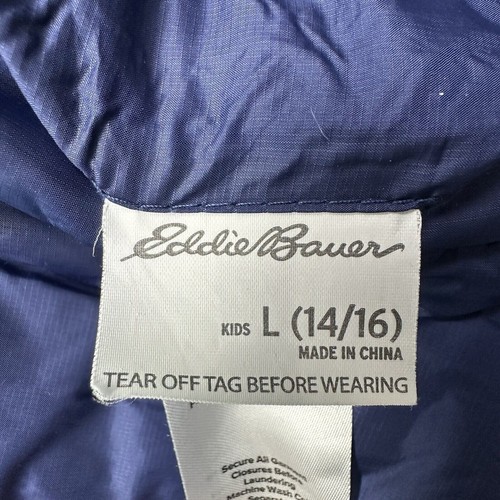 Eddie Bauer
KIDS L (14/16)
MADE IN CHINA
TEAR OFF TAG BEFORE WEARING
Secure All
Closures Before
Laundering
Machine Wash